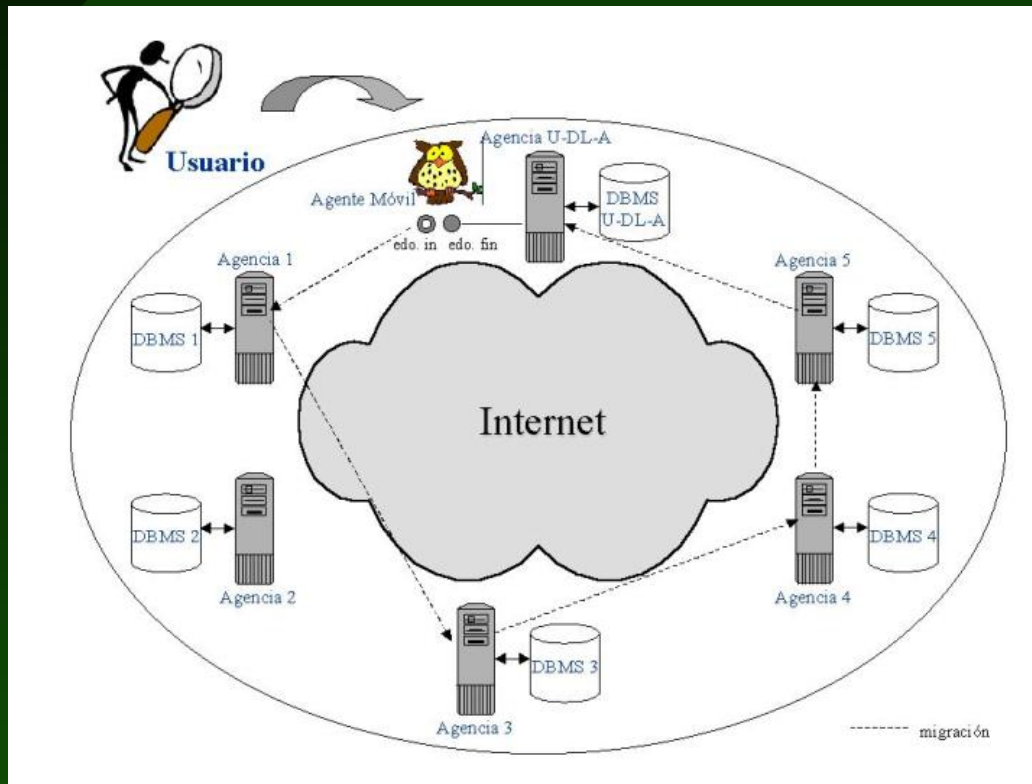 Usuario
Agencia U-DL-A
Agente Móvil
DBMS
U-DL-A
edo. in
edo. fin
Agencia 1
Agencia 5
DBMS 1
DBMS 5
Internet
DBMS 2
DBMS 4
Agencia 2
Agencia 4
DBMS 3
Agencia 3
migración